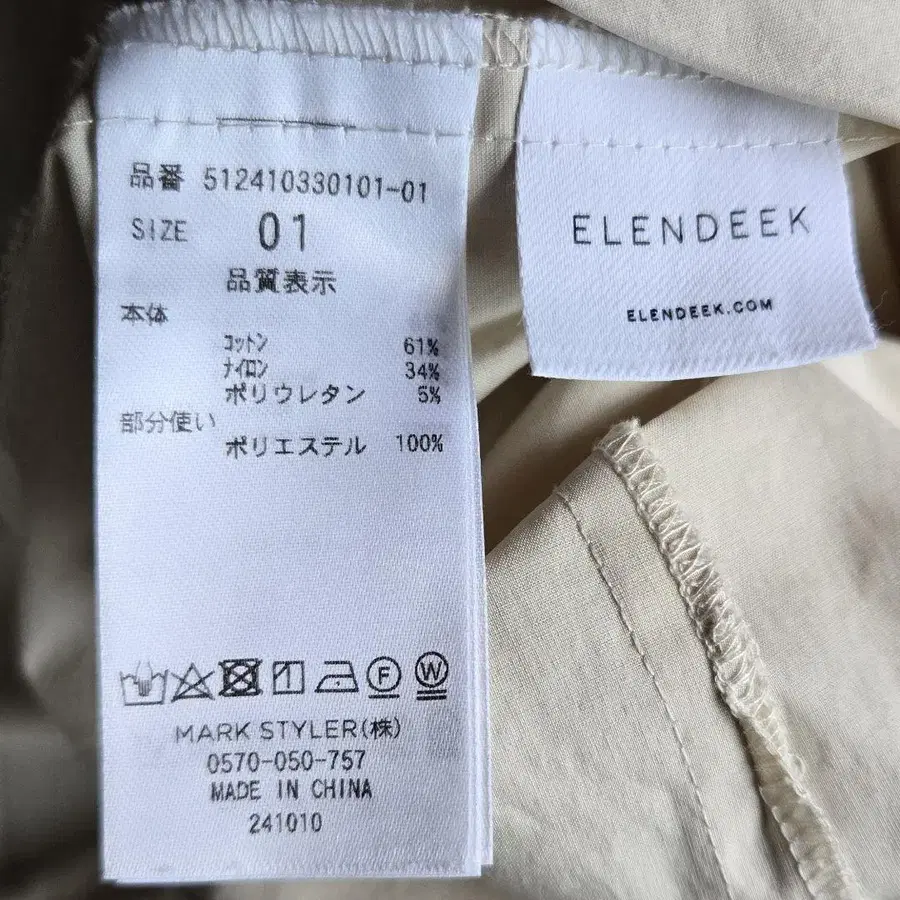 品番 512410330101-01
SIZE 01
品質表示
本体
コットン 61%
ナイロン 34%
ポリウレタン 5%
部分使い
ポリエステル 100%
F W
MARK STYLER(株)
0570-050-757
MADE IN CHINA
241010
ELENDEEK
ELENDEEK.COM